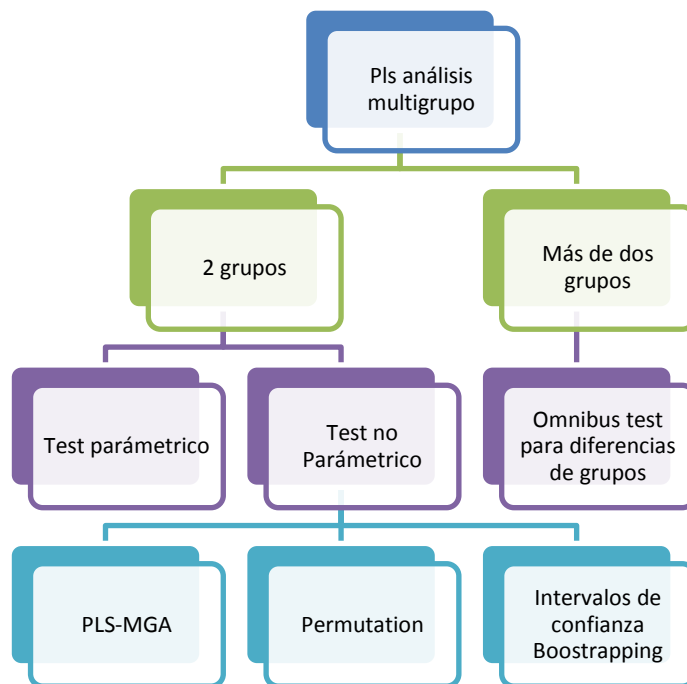 Pls análisis
multigrupo
2 grupos
Más de dos
grupos
Test parámetrico
Test no
Parámetrico
Omnibus test
para diferencias
de grupos
PLS-MGA
Permutation
Intervalos de
confianza
Boostrapping